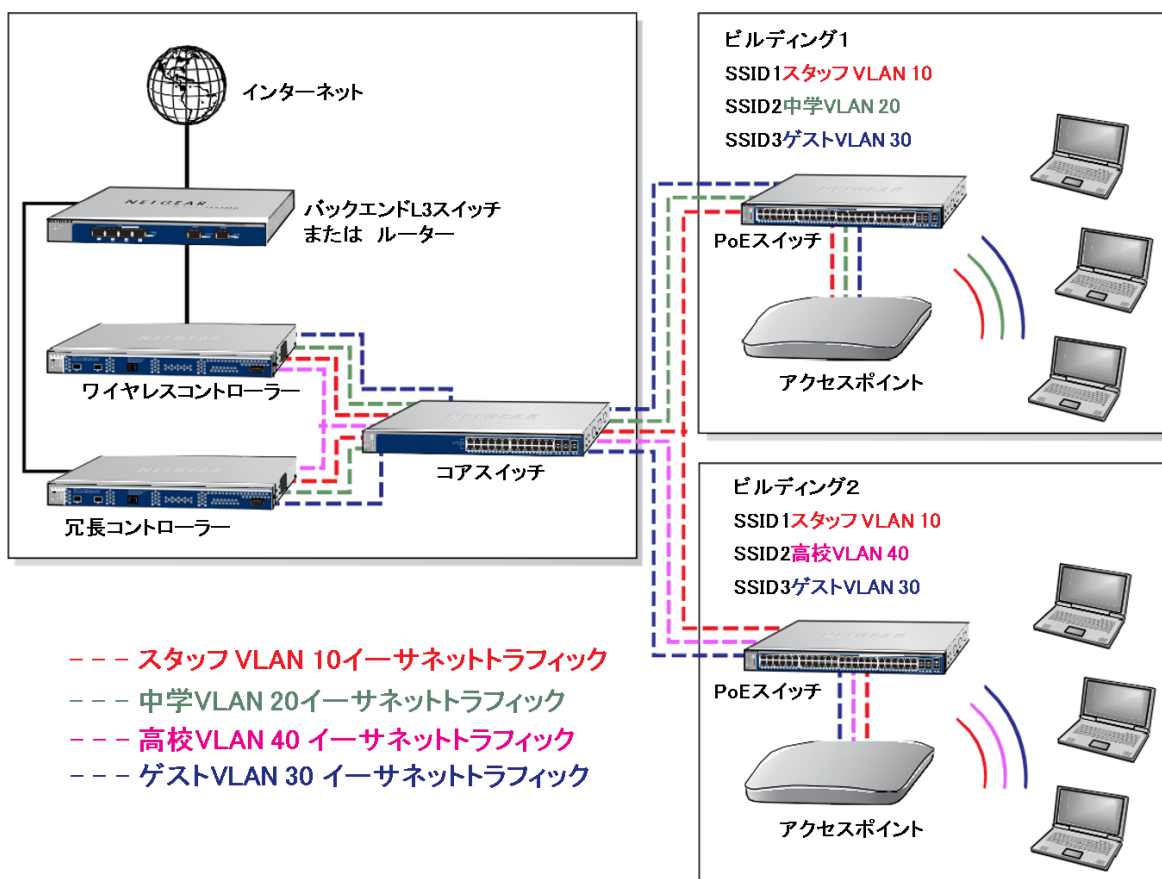 インターネット
NETGEAR
バックエンドL3スイッチ
または ルーター
NETGEAR
ワイヤレスコントローラー
NETGEAR
コアスイッチ
NETGEAR
冗長コントローラー
ビルディング1
SSID1スタッフ VLAN 10
SSID2中学VLAN 20
SSID3ゲストVLAN 30
PoEスイッチ
アクセスポイント
ビルディング2
SSID1スタッフ VLAN 10
SSID2高校VLAN 40
SSID3ゲストVLAN 30
PoEスイッチ
アクセスポイント
--- スタッフ VLAN 10イーサネットトラフィック
--- 中学VLAN 20イーサネットトラフィック
--- 高校VLAN 40 イーサネットトラフィック
--- ゲストVLAN 30 イーサネットトラフィック